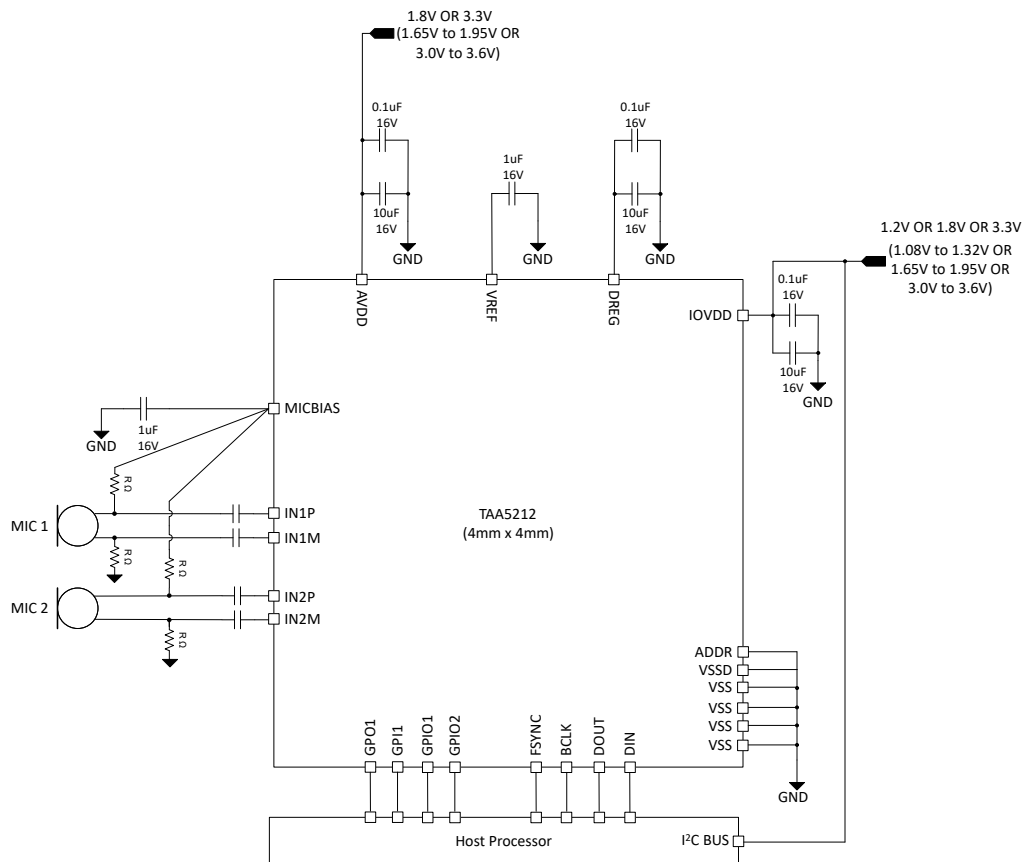 1.8V OR 3.3V
(1.65V to 1.95V OR
3.0V to 3.6V)
0.1uF
16V
10uF
16V
GND
1uF
16V
GND
0.1uF
16V
10uF
16V
GND
1.2V OR 1.8V OR 3.3V
(1.08V to 1.32V OR
1.65V to 1.95V OR
3.0V to 3.6V)
0.1uF
16V
10uF
16V
GND
AVDD
VREF
DREG
IOVDD
MICBIAS
GND
1uF
16V
R Ω
MIC 1
IN1P
IN1M
R Ω
R Ω
MIC 2
IN2P
IN2M
R Ω
TAA5212
(4mm x 4mm)
ADDR
VSSD
VSS
VSS
VSS
VSS
GND
GPO1
GPI1
GPIO1
GPIO2
FSYNC
BCLK
DOUT
DIN
Host Processor
I²C BUS